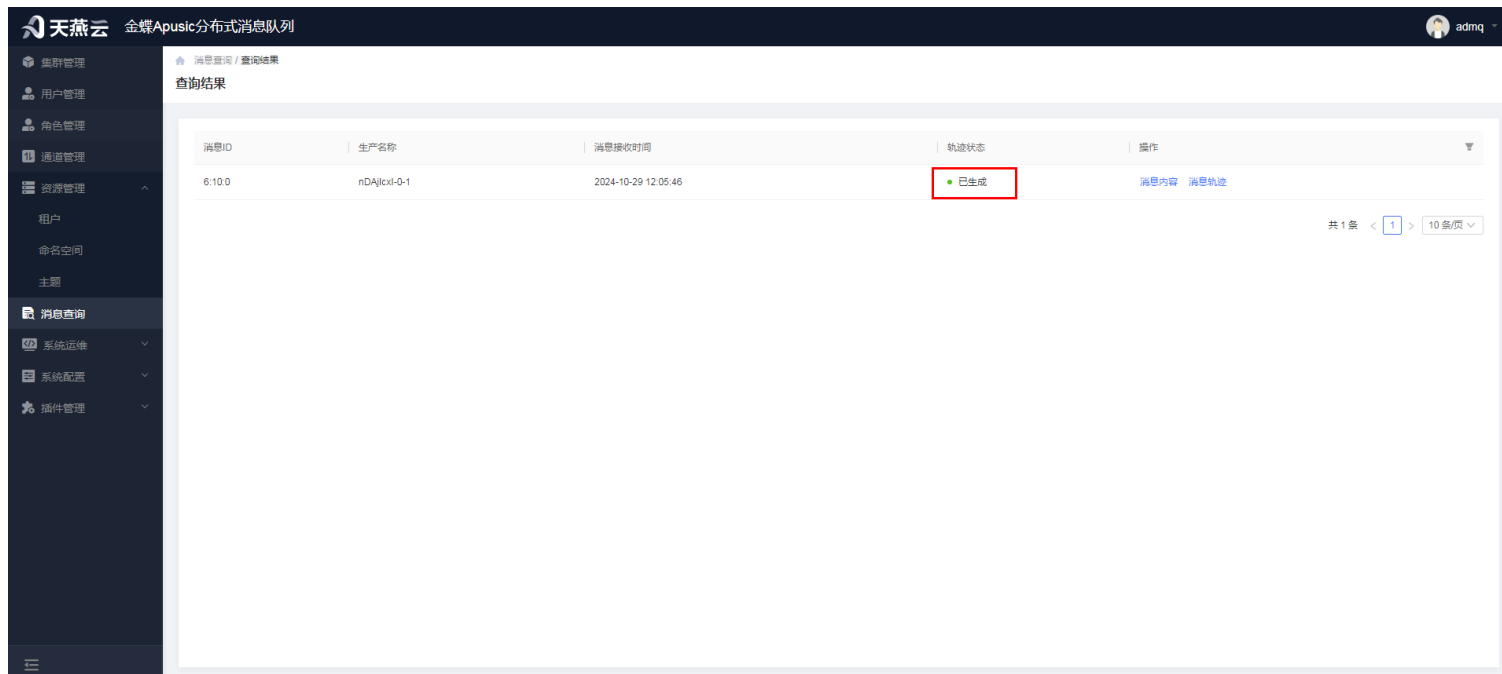 天燕云 金蝶Apusic分布式消息队列 admq
集群管理
用户管理
角色管理
通道管理
资源管理
租户
命名空间
主题
消息查询
系统运维
系统配置
插件管理
消息查询 / 查询结果
查询结果
消息ID 生产名称 消息接收时间 轨迹状态 操作
6:10:0 nDAjIcxI-0-1 2024-10-29 12:05:46 已生成 消息内容 消息轨迹
共 1 条 < 1 > 10 条/页